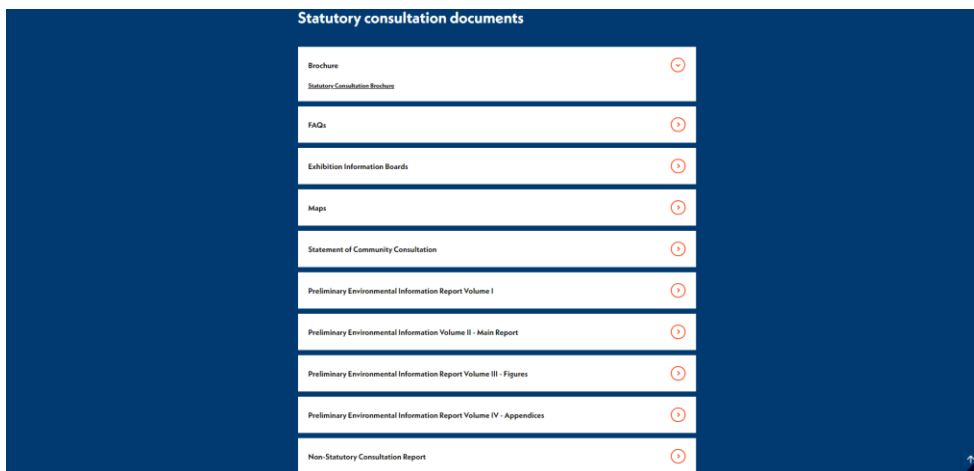 Statutory consultation documents
Brochure
Statutory Consultation Brochure
FAQs
Exhibition Information Boards
Maps
Statement of Community Consultation
Preliminary Environmental Information Report Volume I
Preliminary Environmental Information Volume II - Main Report
Preliminary Environmental Information Report Volume III - Figures
Preliminary Environmental Information Report Volume IV - Appendices
Non-Statutory Consultation Report